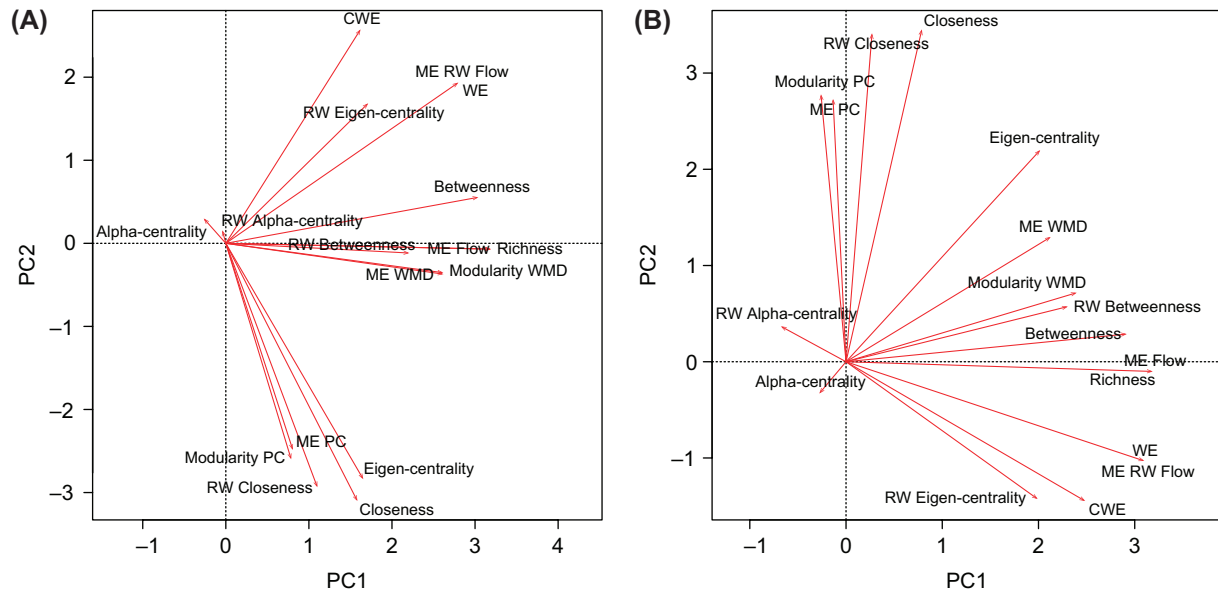 (A)
CWE
ME RW Flow
WE
RW Eigen-centrality
Betweenness
RW Alpha-centrality
Alpha-centrality
RW Betweenness
ME Flow
Richness
ME WMD
Modularity WMD
ME PC
Modularity PC
Eigen-centrality
RW Closeness
Closeness
2
1
0
−1
−2
−3
PC2
−1
0
1
2
3
4
PC1
(B)
Closeness
RW Closeness
Modularity PC
ME PC
Eigen-centrality
ME WMD
Modularity WMD
RW Betweenness
RW Alpha-centrality
Betweenness
ME Flow
Richness
Alpha-centrality
WE
ME RW Flow
RW Eigen-centrality
CWE
3
2
1
0
−1
PC2
−1
0
1
2
3
PC1